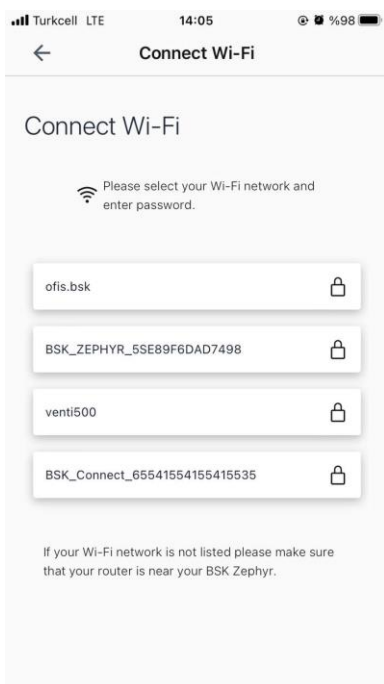 Turkcell LTE 14:05 %98
Connect Wi-Fi
Connect Wi-Fi
Please select your Wi-Fi network and
enter password.
ofis.bsk
BSK_ZEPHYR_5SE89F6DAD7498
venti500
BSK_Connect_65541554155415535
If your Wi-Fi network is not listed please make sure
that your router is near your BSK Zephyr.